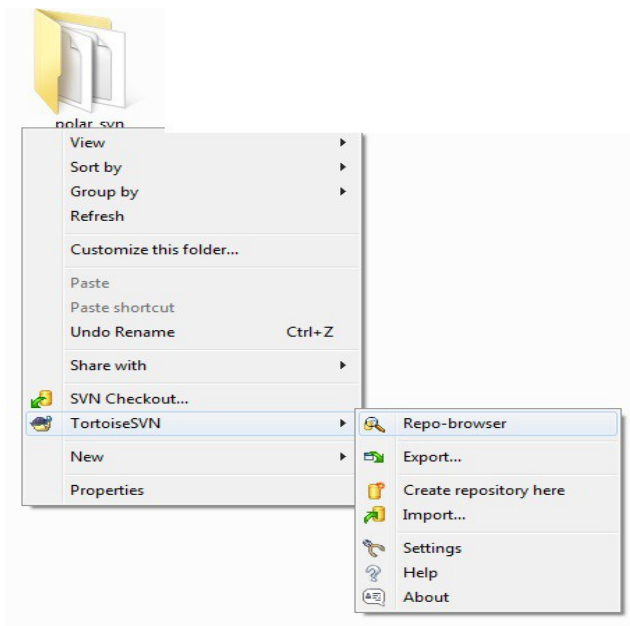 polar_svn
View
Sort by
Group by
Refresh
Customize this folder...
Paste
Paste shortcut
Undo Rename Ctrl+Z
Share with
SVN Checkout...
TortoiseSVN
New
Properties
Repo-browser
Export...
Create repository here
Import...
Settings
Help
About